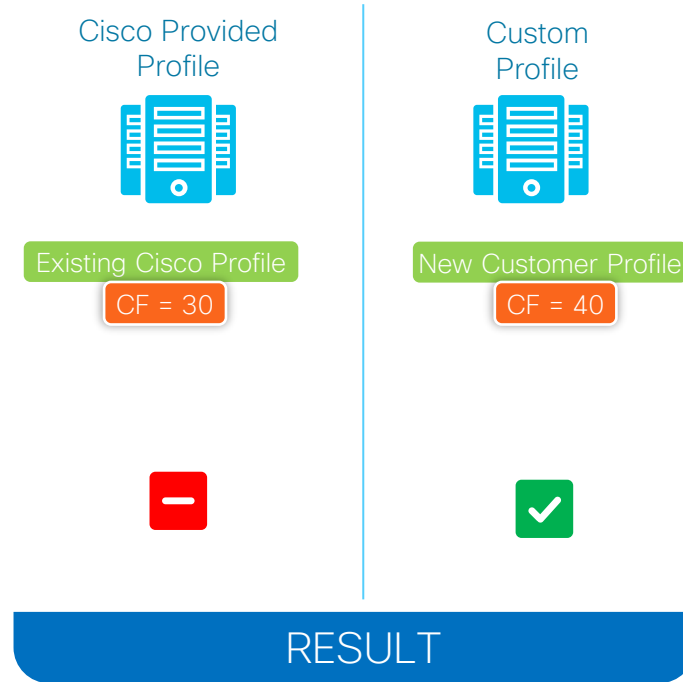 Cisco Provided
Profile
Existing Cisco Profile
CF = 30
Custom
Profile
New Customer Profile
CF = 40
RESULT